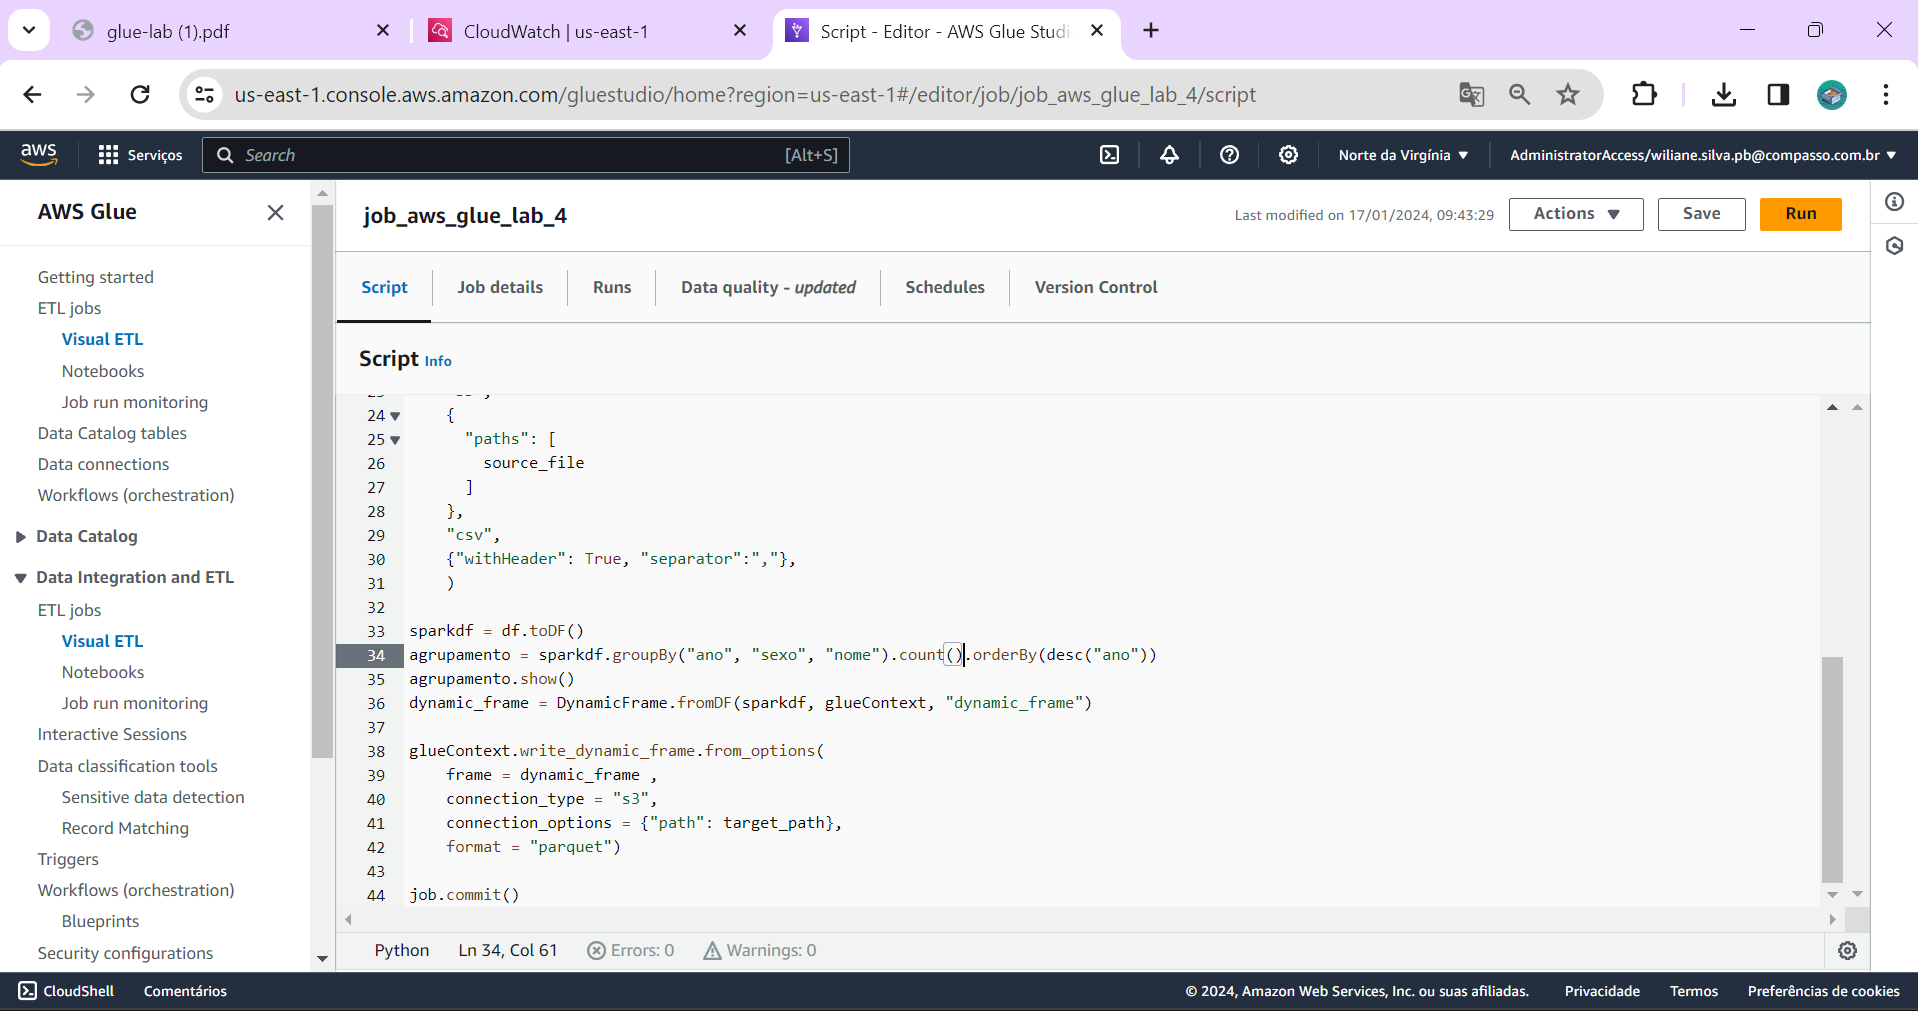 glue-lab (1).pdf
CloudWatch | us-east-1
Script - Editor - AWS Glue Studi
us-east-1.console.aws.amazon.com/gluestudio/home?region=us-east-1#/editor/job/job_aws_glue_lab_4/script
aws
Serviços
Search
[Alt+S]
Norte da Virgínia
AdministratorAccess/wiliane.silva.pb@compasso.com.br
AWS Glue
Getting started
ETL jobs
Visual ETL
Notebooks
Job run monitoring
Data Catalog tables
Data connections
Workflows (orchestration)
Data Catalog
Data Integration and ETL
ETL jobs
Visual ETL
Notebooks
Job run monitoring
Interactive Sessions
Data classification tools
Sensitive data detection
Record Matching
Triggers
Workflows (orchestration)
Blueprints
Security configurations
job_aws_glue_lab_4
Last modified on 17/01/2024, 09:43:29
Actions
Save
Run
Script
Job details
Runs
Data quality - updated
Schedules
Version Control
Script Info
24 {
25 "paths": [
26 source_file
27 ]
28 },
29 "csv",
30 {"withHeader": True, "separator":","},
31 )
32
33 sparkdf = df.toDF()
34 agrupamento = sparkdf.groupBy("ano", "sexo", "nome").count().orderBy(desc("ano"))
35 agrupamento.show()
36 dynamic_frame = DynamicFrame.fromDF(sparkdf, glueContext, "dynamic_frame")
37
38 glueContext.write_dynamic_frame.from_options(
39 frame = dynamic_frame ,
40 connection_type = "s3",
41 connection_options = {"path": target_path},
42 format = "parquet")
43
44 job.commit()
Python
Ln 34, Col 61
Errors: 0
Warnings: 0
CloudShell
Comentários
© 2024, Amazon Web Services, Inc. ou suas afiliadas.
Privacidade
Termos
Preferências de cookies